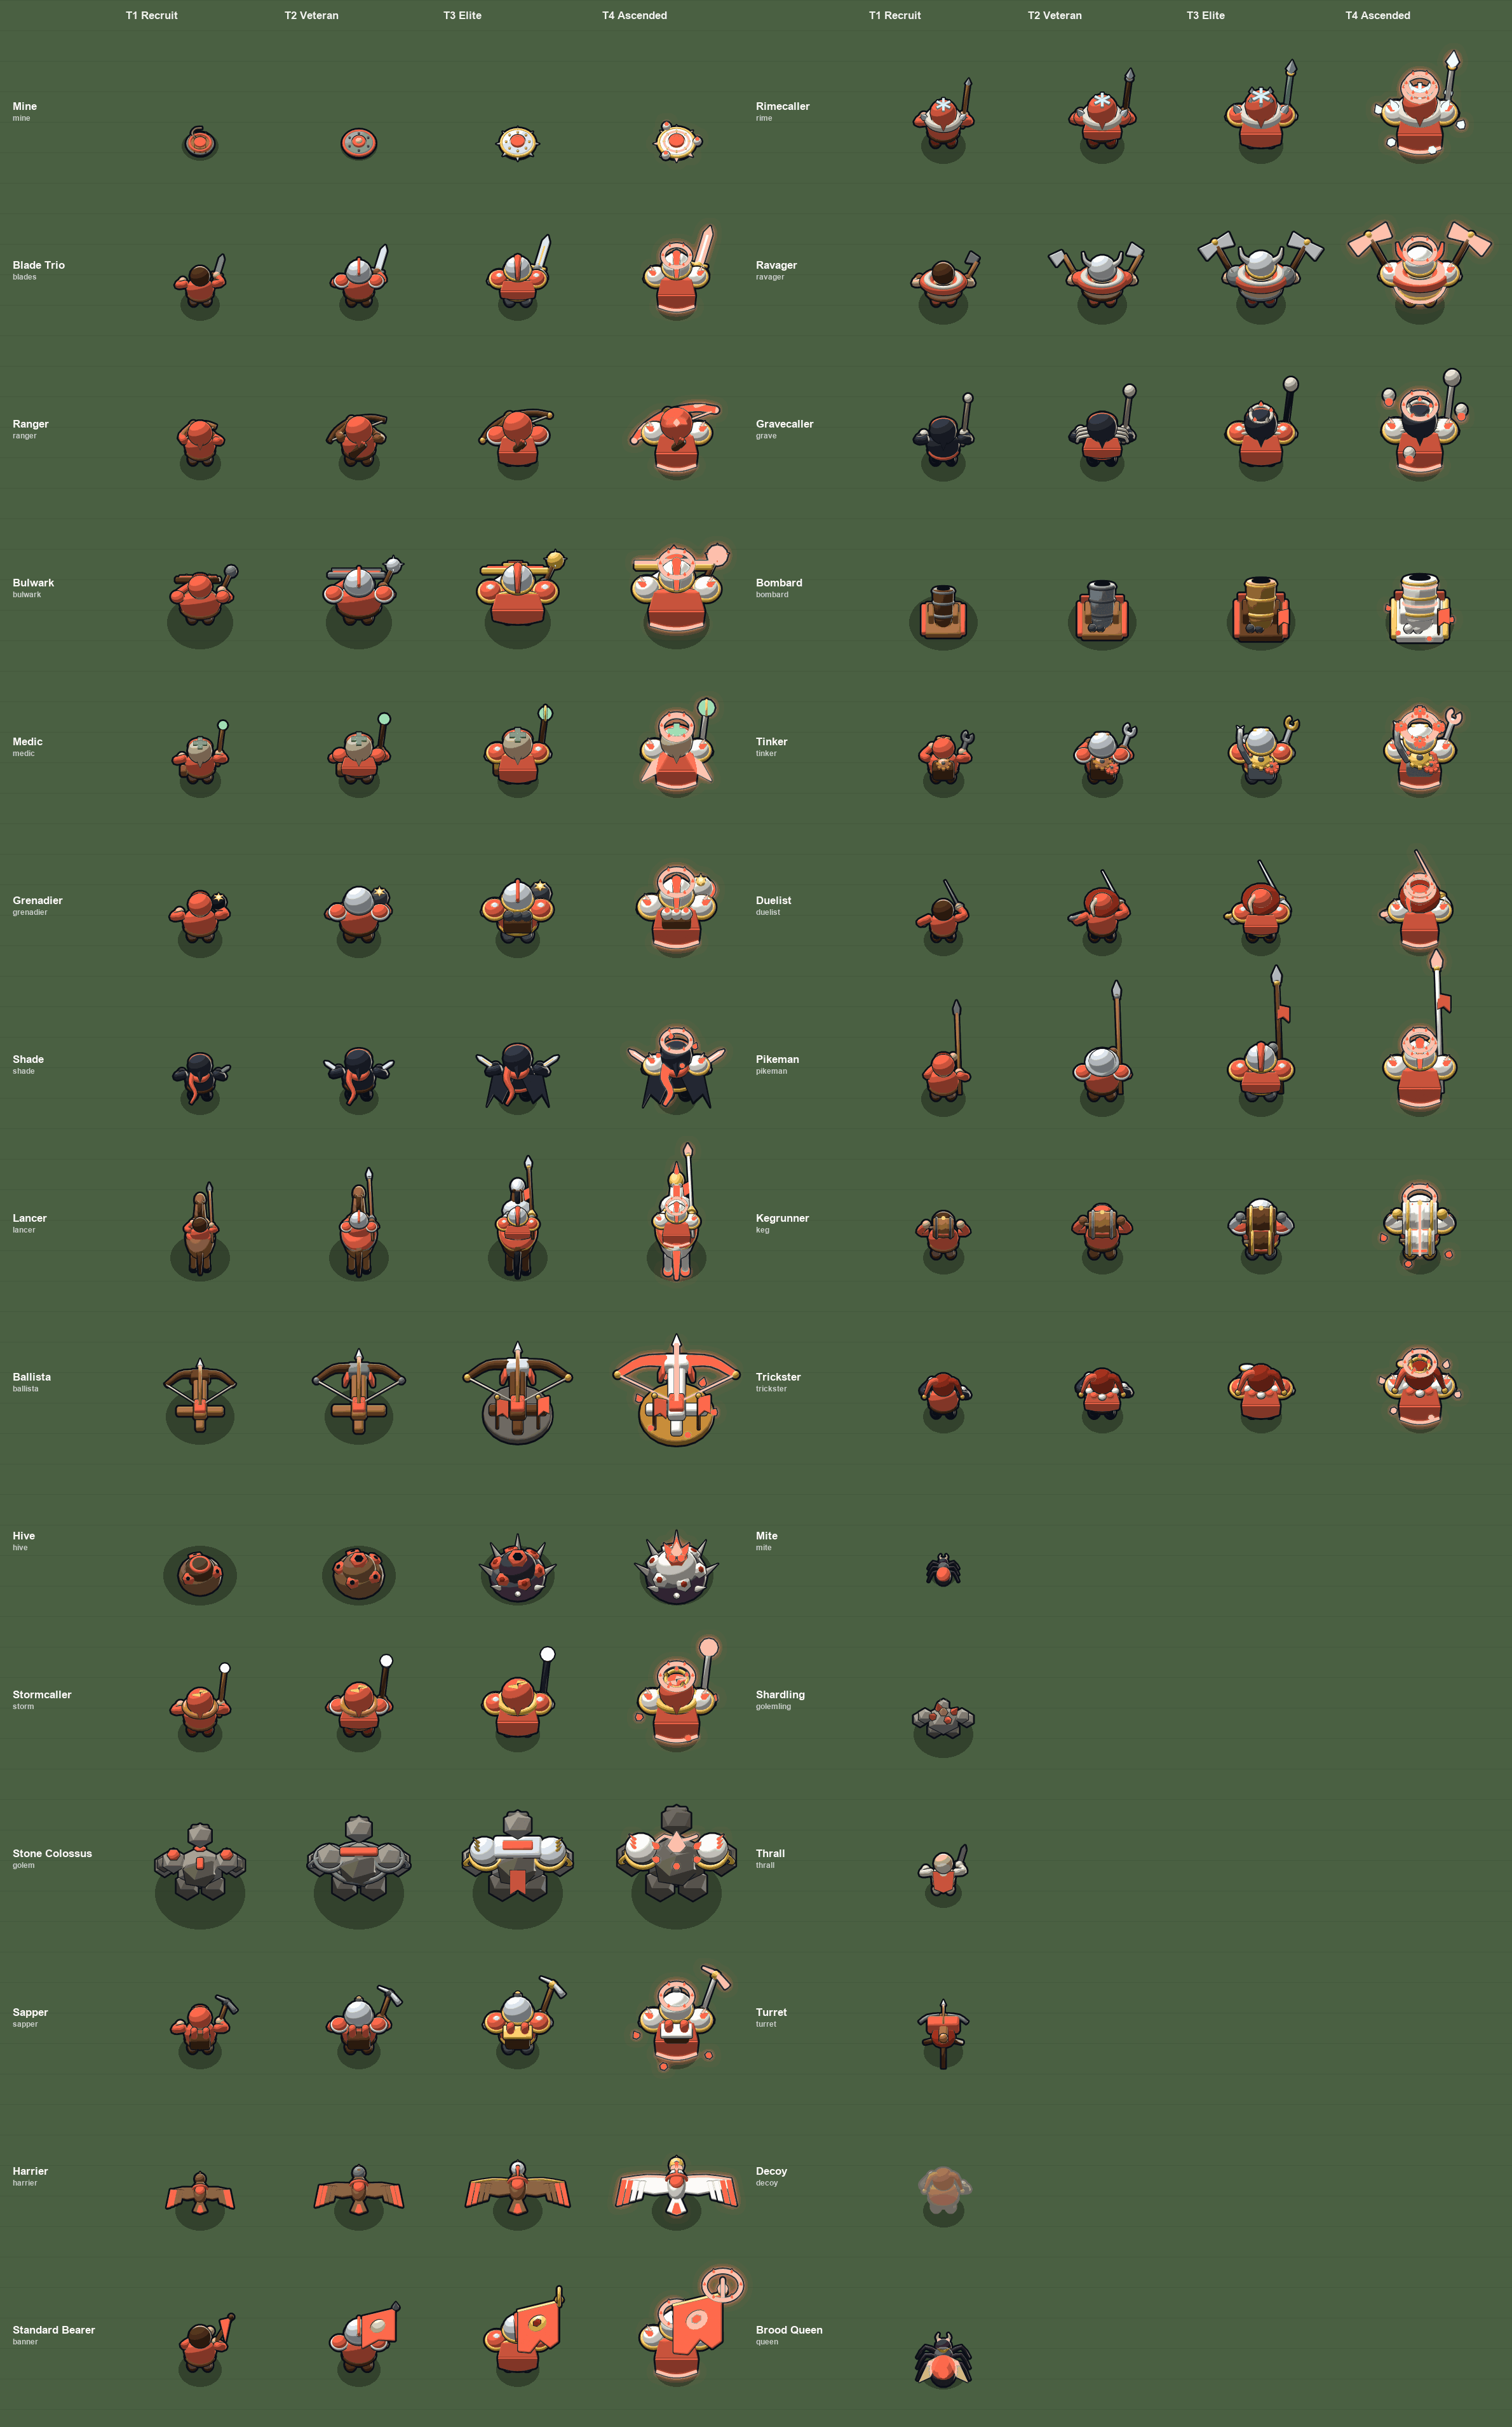 T1 Recruit T2 Veteran T3 Elite T4 Ascended T1 Recruit T2 Veteran T3 Elite T4 Ascended
Mine
mine
Rimecaller
rime
Blade Trio
blades
Ravager
ravager
Ranger
ranger
Gravecaller
grave
Bulwark
bulwark
Bombard
bombard
Medic
medic
Tinker
tinker
Grenadier
grenadier
Duelist
duelist
Shade
shade
Pikeman
pikeman
Lancer
lancer
Kegrunner
keg
Ballista
ballista
Trickster
trickster
Hive
hive
Mite
mite
Stormcaller
storm
Shardling
golemling
Stone Colossus
golem
Thrall
thrall
Sapper
sapper
Turret
turret
Harrier
harrier
Decoy
decoy
Standard Bearer
banner
Brood Queen
queen